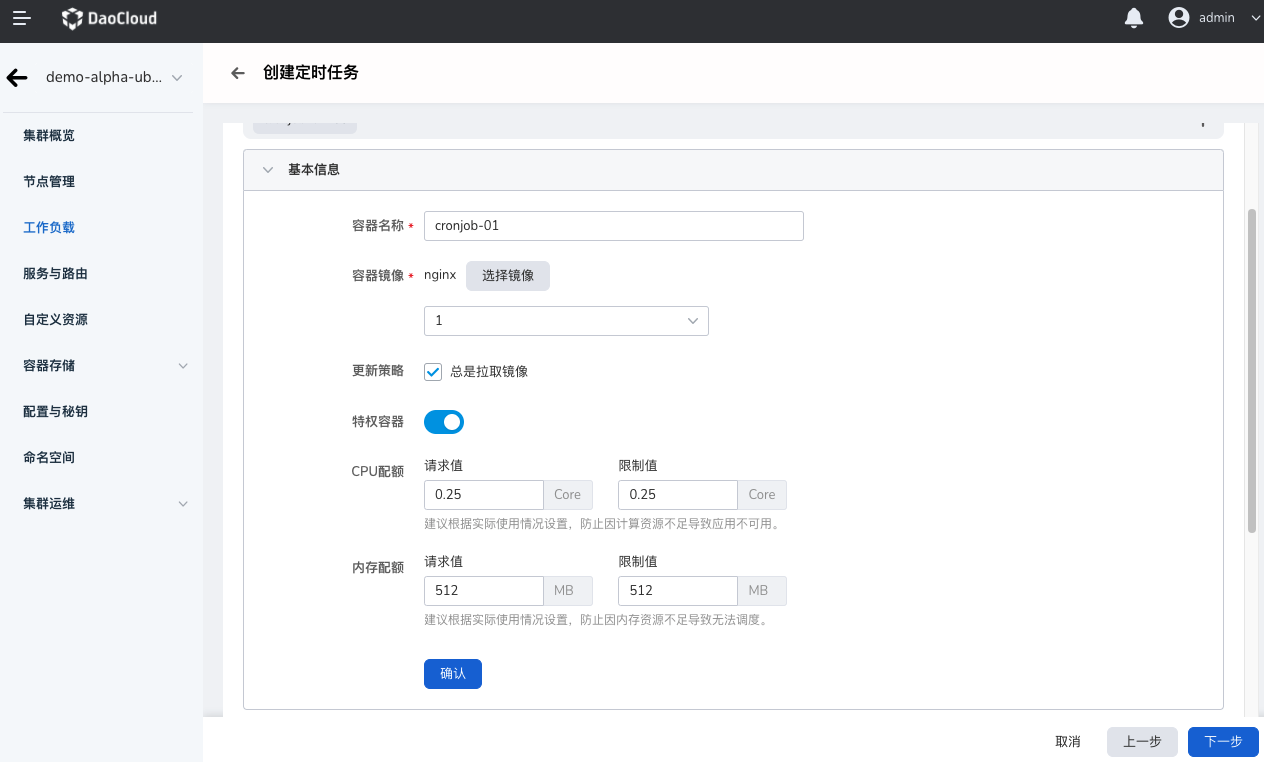 DaoCloud
admin
demo-alpha-ub...
创建定时任务
集群概览
节点管理
工作负载
服务与路由
自定义资源
容器存储
配置与秘钥
命名空间
集群运维
基本信息
容器名称 * cronjob-01
容器镜像 * nginx 选择镜像
1
更新策略 总是拉取镜像
特权容器
CPU配额 请求值 限制值
0.25 Core 0.25 Core
建议根据实际使用情况设置，防止因计算资源不足导致应用不可用。
内存配额 请求值 限制值
512 MB 512 MB
建议根据实际使用情况设置，防止因内存资源不足导致无法调度。
确认
取消 上一步 下一步